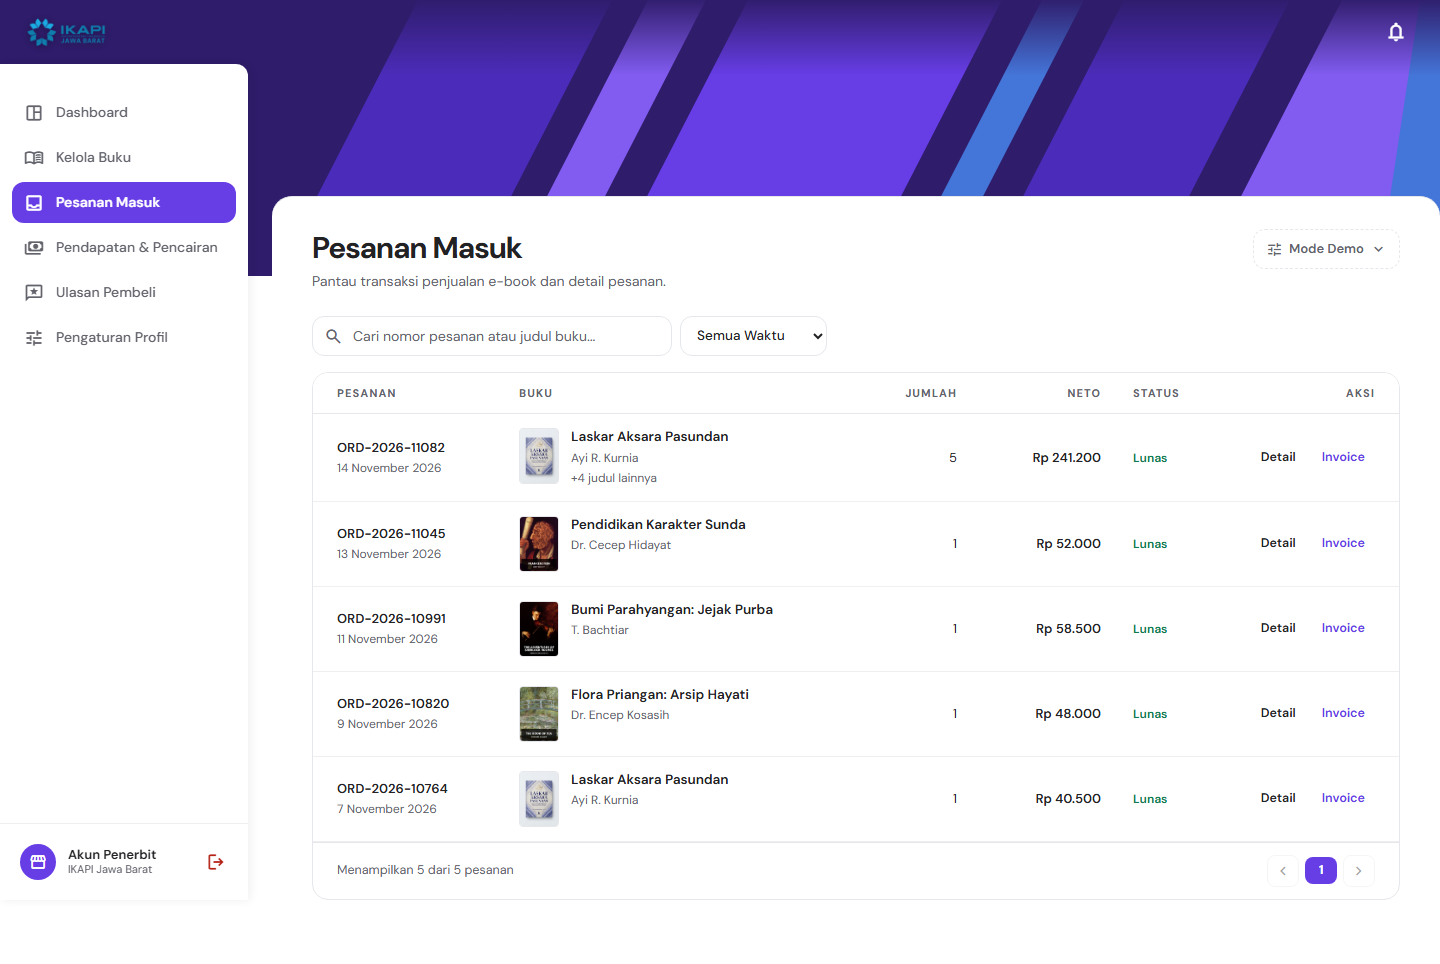 IKAPI
JAWA BARAT
Dashboard
Kelola Buku
Pesanan Masuk
Pendapatan & Pencairan
Ulasan Pembeli
Pengaturan Profil
Akun Penerbit
IKAPI Jawa Barat
Pesanan Masuk
Pantau transaksi penjualan e-book dan detail pesanan.
Mode Demo
Cari nomor pesanan atau judul buku...
Semua Waktu
PESANAN BUKU JUMLAH NETO STATUS AKSI
ORD-2026-11082
14 November 2026
LASKAR
AKSARA
PASUNDAN
Laskar Aksara Pasundan
Ayi R. Kurnia
+4 judul lainnya
5 Rp 241.200 Lunas Detail Invoice
ORD-2026-11045
13 November 2026
Pendidikan Karakter Sunda
Dr. Cecep Hidayat
1 Rp 52.000 Lunas Detail Invoice
ORD-2026-10991
11 November 2026
Bumi Parahyangan: Jejak Purba
T. Bachtiar
1 Rp 58.500 Lunas Detail Invoice
ORD-2026-10820
9 November 2026
Flora Priangan: Arsip Hayati
Dr. Encep Kosasih
1 Rp 48.000 Lunas Detail Invoice
ORD-2026-10764
7 November 2026
LASKAR
AKSARA
PASUNDAN
Laskar Aksara Pasundan
Ayi R. Kurnia
1 Rp 40.500 Lunas Detail Invoice
Menampilkan 5 dari 5 pesanan
1